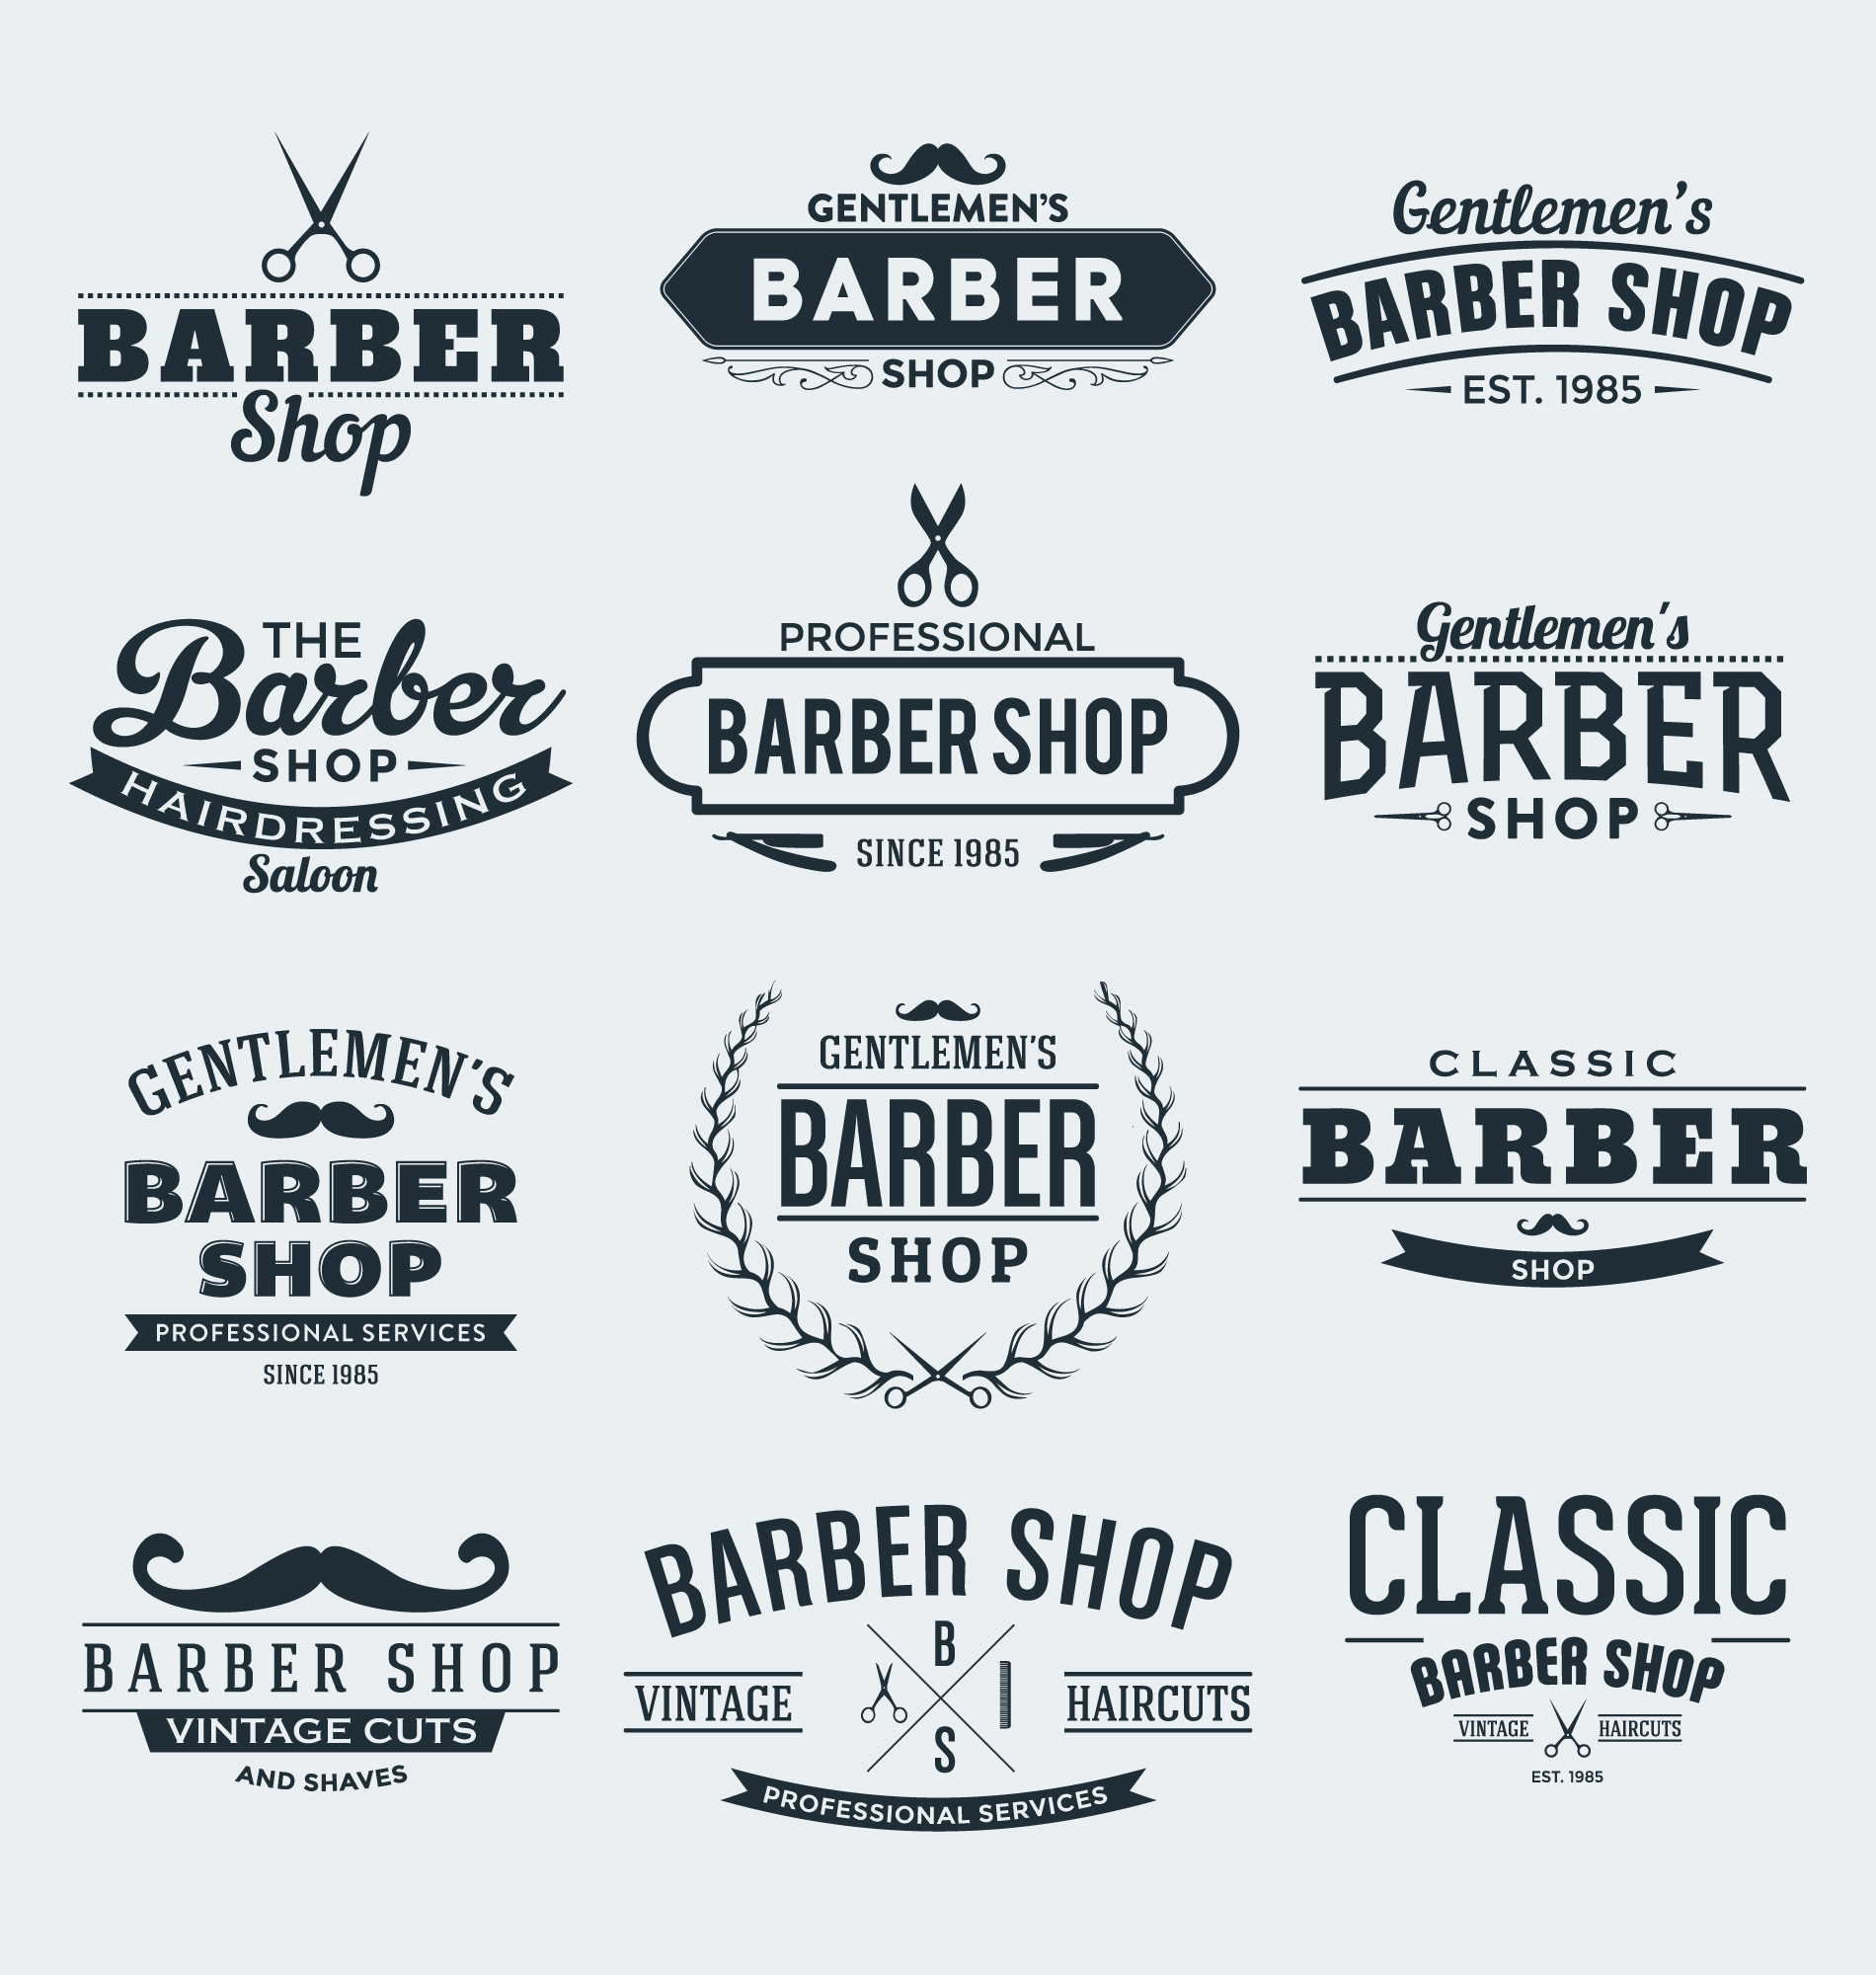 BARBER
Shop
GENTLEMEN'S
BARBER
SHOP
Gentlemen's
BARBER SHOP
EST. 1985
THE
Barber
SHOP
HAIRDRESSING
Saloon
PROFESSIONAL
BARBER SHOP
SINCE 1985
Gentlemen's
BARBER
SHOP
GENTLEMEN'S
BARBER
SHOP
PROFESSIONAL SERVICES
SINCE 1985
GENTLEMEN'S
BARBER
SHOP
CLASSIC
BARBER
SHOP
BARBER SHOP
VINTAGE CUTS
AND SHAVES
BARBER SHOP
B
VINTAGE HAIRCUTS
S
PROFESSIONAL SERVICES
CLASSIC
BARBER SHOP
VINTAGE HAIRCUTS
EST. 1985